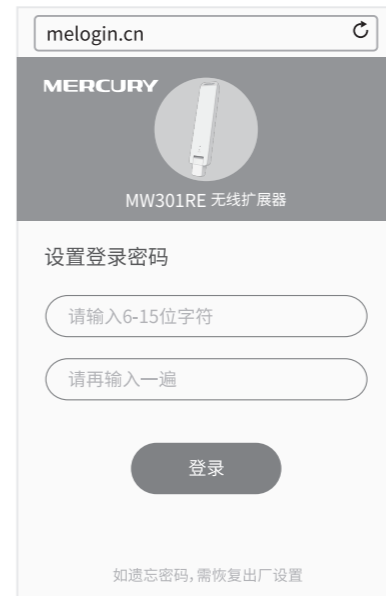 melogin.cn
MERCURY
MW301RE 无线扩展器
设置登录密码
请输入6-15位字符
请再输入一遍
登录
如遗忘密码,需恢复出厂设置